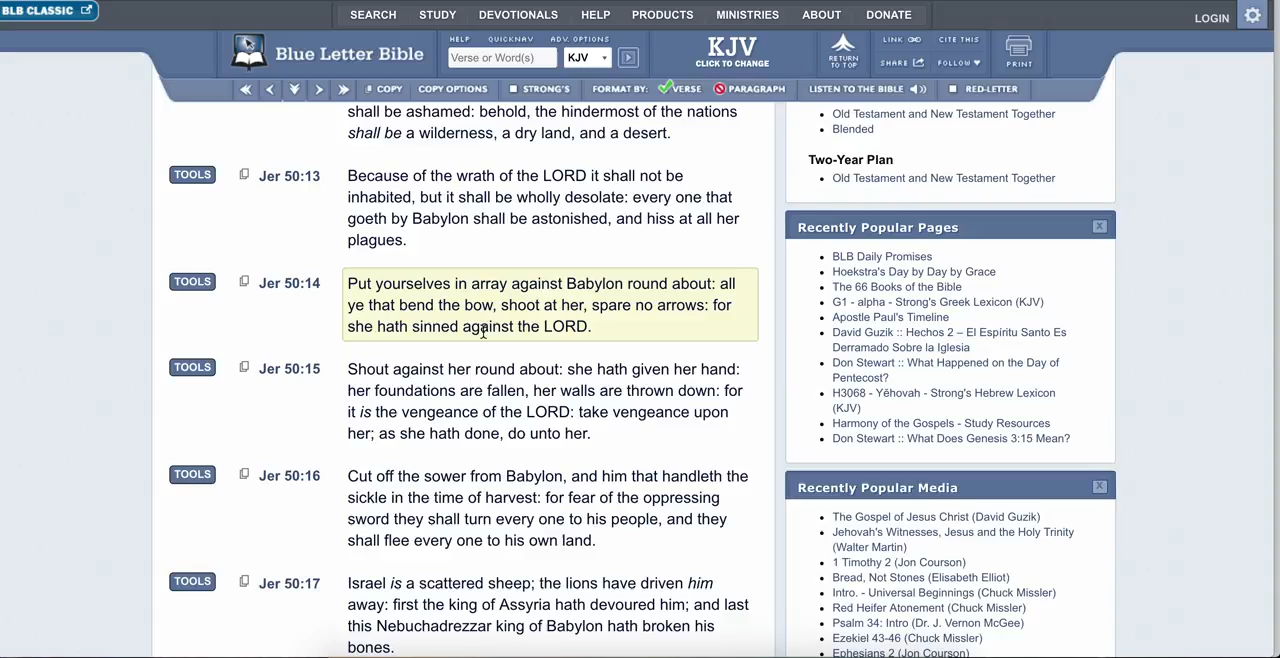 BLB CLASSIC
SEARCH STUDY DEVOTIONALS HELP PRODUCTS MINISTRIES ABOUT DONATE
LOGIN
Blue Letter Bible
HELP QUICKNAV ADV. OPTIONS
Verse or Word(s) KJV
KJV
CLICK TO CHANGE
RETURN
TO TOP
LINK CITE THIS
SHARE FOLLOW
PRINT
COPY COPY OPTIONS STRONG'S FORMAT BY: VERSE PARAGRAPH LISTEN TO THE BIBLE RED-LETTER
shall be ashamed: behold, the hindermost of the nations
shall be a wilderness, a dry land, and a desert.
TOOLS Jer 50:13 Because of the wrath of the LORD it shall not be
inhabited, but it shall be wholly desolate: every one that
goeth by Babylon shall be astonished, and hiss at all her
plagues.
TOOLS Jer 50:14 Put yourselves in array against Babylon round about: all
ye that bend the bow, shoot at her, spare no arrows: for
she hath sinned against the LORD.
TOOLS Jer 50:15 Shout against her round about: she hath given her hand:
her foundations are fallen, her walls are thrown down: for
it is the vengeance of the LORD: take vengeance upon
her; as she hath done, do unto her.
TOOLS Jer 50:16 Cut off the sower from Babylon, and him that handleth the
sickle in the time of harvest: for fear of the oppressing
sword they shall turn every one to his people, and they
shall flee every one to his own land.
TOOLS Jer 50:17 Israel is a scattered sheep; the lions have driven him
away: first the king of Assyria hath devoured him; and last
this Nebuchadrezzar king of Babylon hath broken his
bones.
Old Testament and New Testament Together
Blended
Two-Year Plan
Old Testament and New Testament Together
Recently Popular Pages
BLB Daily Promises
Hoekstra's Day by Day by Grace
The 66 Books of the Bible
G1 - alpha - Strong's Greek Lexicon (KJV)
Apostle Paul's Timeline
David Guzik :: Hechos 2 – El Espíritu Santo Es
Derramado Sobre la Iglesia
Don Stewart :: What Happened on the Day of
Pentecost?
H3068 - Yĕhovah - Strong's Hebrew Lexicon
(KJV)
Harmony of the Gospels - Study Resources
Don Stewart :: What Does Genesis 3:15 Mean?
Recently Popular Media
The Gospel of Jesus Christ (David Guzik)
Jehovah's Witnesses, Jesus and the Holy Trinity
(Walter Martin)
1 Timothy 2 (Jon Courson)
Bread, Not Stones (Elisabeth Elliot)
Intro. - Universal Beginnings (Chuck Missler)
Red Heifer Atonement (Chuck Missler)
Psalm 34: Intro (Dr. J. Vernon McGee)
Ezekiel 43-46 (Chuck Missler)
Ephesians 2 (Jon Courson)